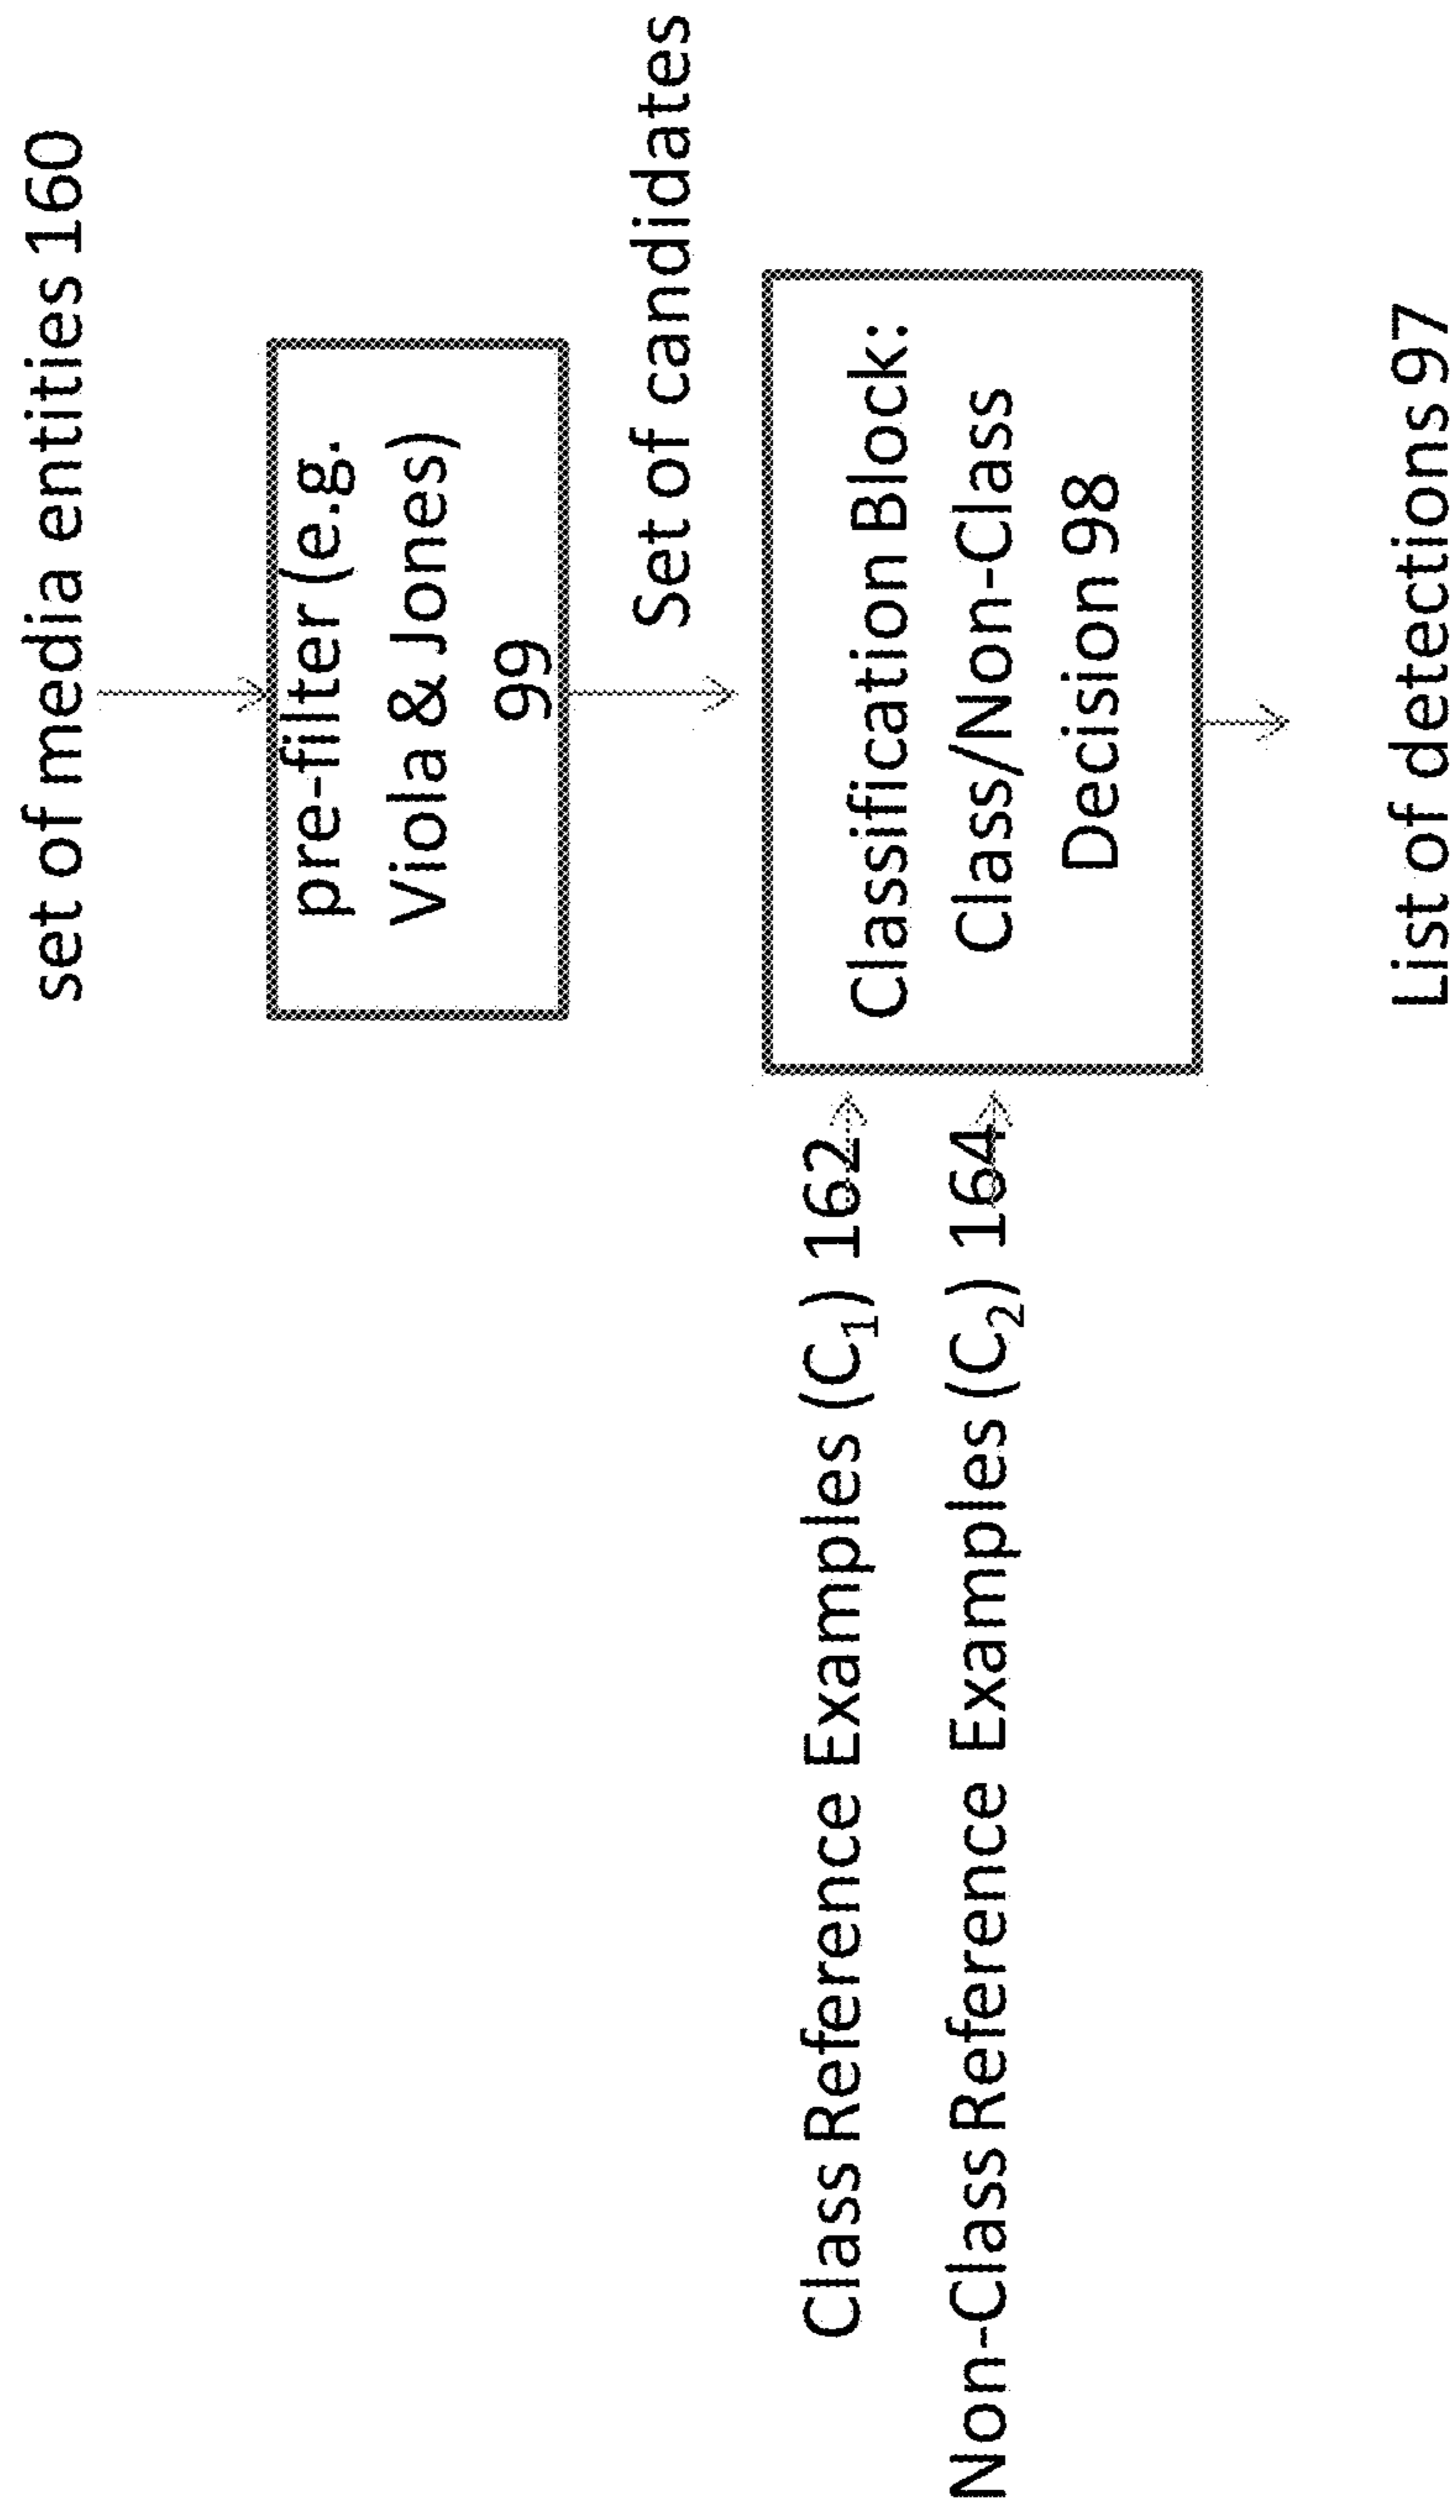 set of media entities 160
pre-filter (e.g.
Viola & Jones)
99
Set of candidates
Class Reference Examples (C₁) 162
Non-Class Reference Examples (C₂) 164
Classification Block:
Class/Non-Class
Decision 98
List of detections 97